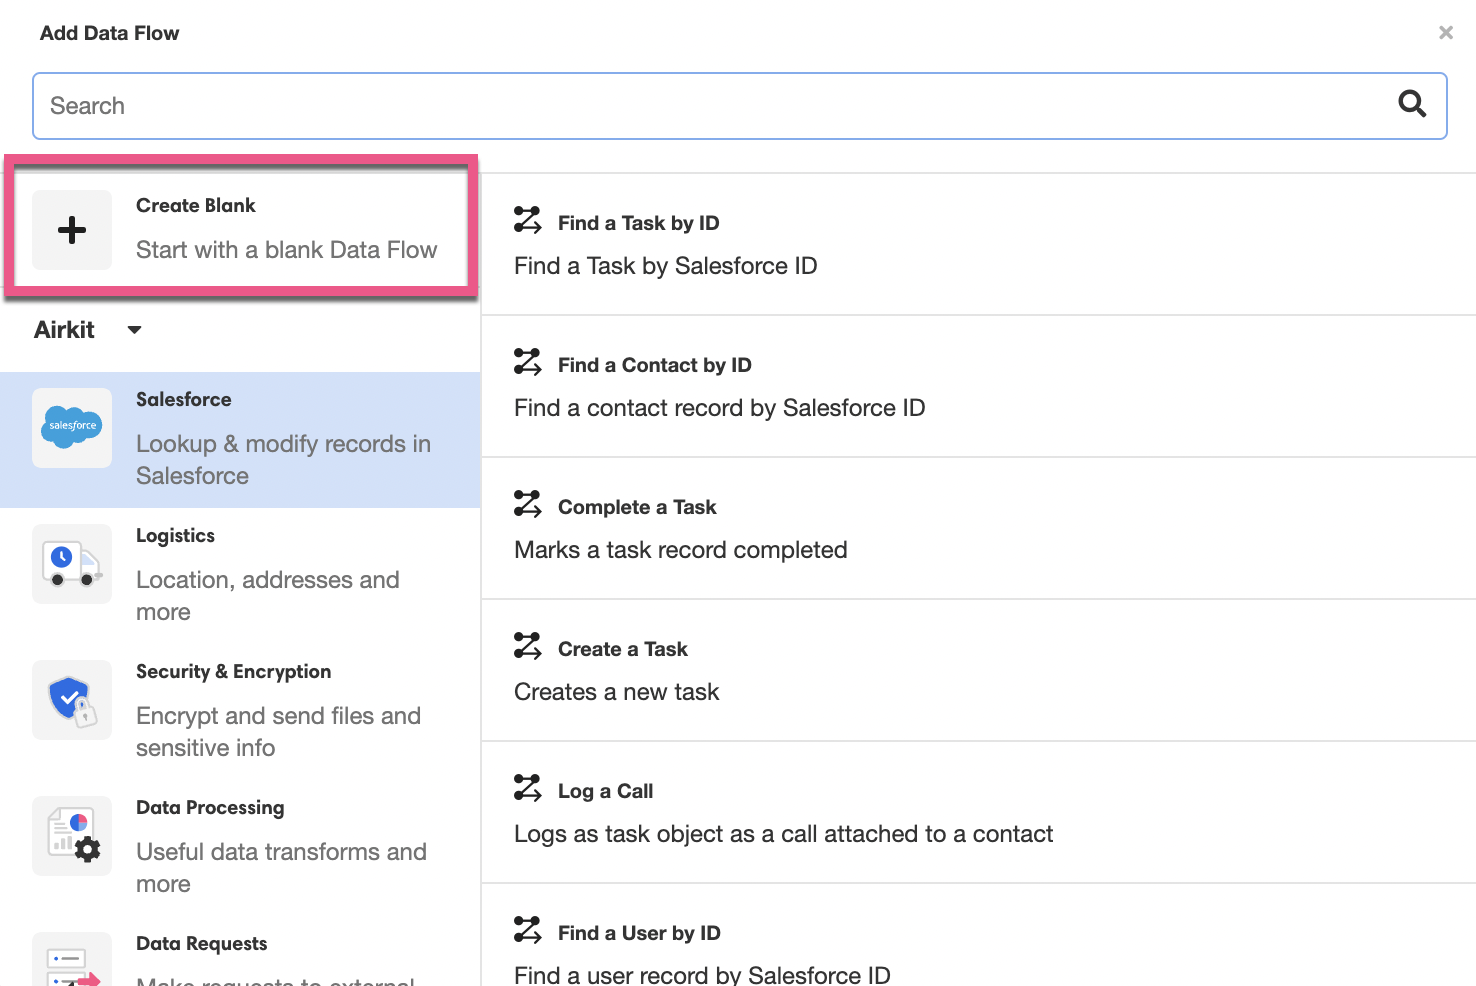 Add Data Flow
Search
Create Blank
Start with a blank Data Flow
Airkit
salesforce
Salesforce
Lookup & modify records in
Salesforce
Logistics
Location, addresses and
more
Security & Encryption
Encrypt and send files and
sensitive info
Data Processing
Useful data transforms and
more
Data Requests
Make requests to external
Find a Task by ID
Find a Task by Salesforce ID
Find a Contact by ID
Find a contact record by Salesforce ID
Complete a Task
Marks a task record completed
Create a Task
Creates a new task
Log a Call
Logs as task object as a call attached to a contact
Find a User by ID
Find a user record by Salesforce ID